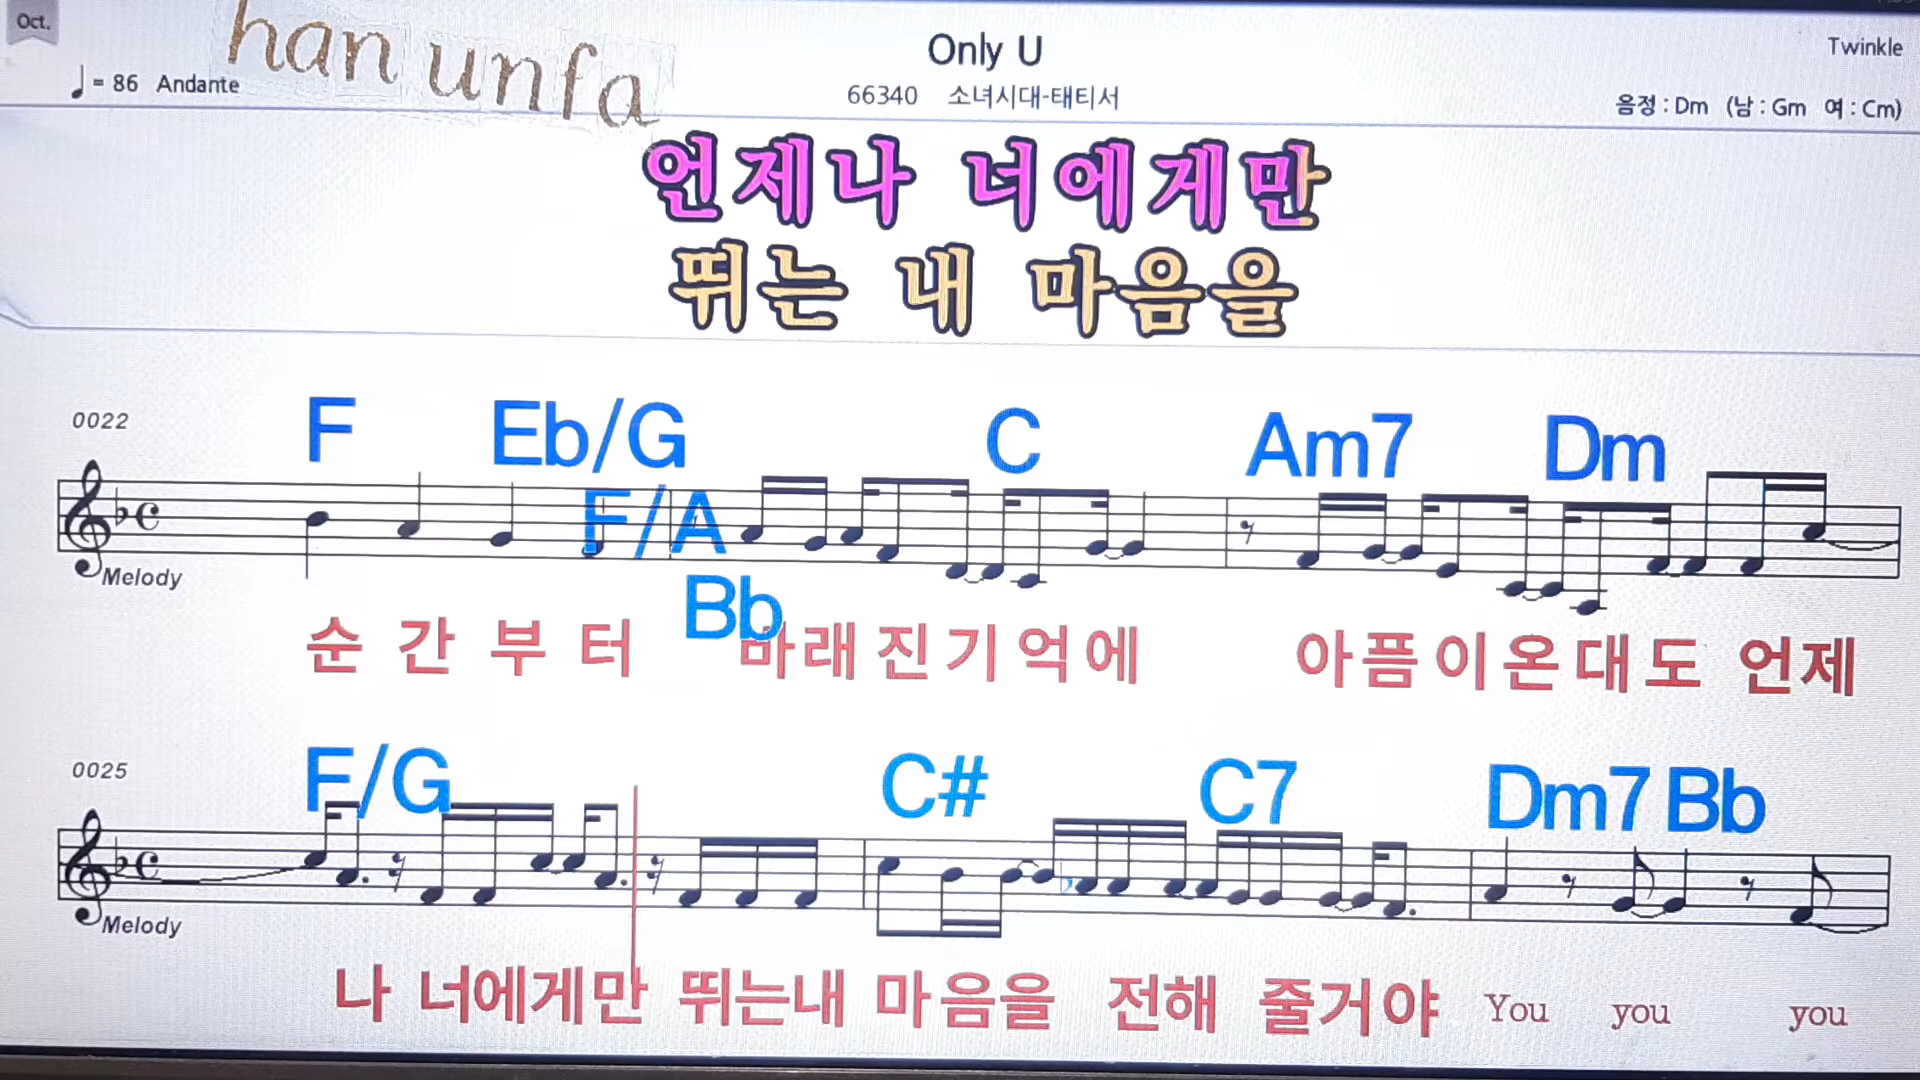 Oct.
han unfa
Only U
Twinkle
♩= 86 Andante
66340 소녀시대-태티서
음정 : Dm (남 : Gm 여 : Cm)
언제나 너에게만
뛰는 내 마음을
0022
F Eb/G C Am7 Dm
F/A
Bb
Melody
순 간 부 터 바래 진기억에 아픔이온대도 언제
0025
F/G C# C7 Dm7 Bb
Melody
나 너에게만 뛰는내 마음을 전해 줄거야 You you you